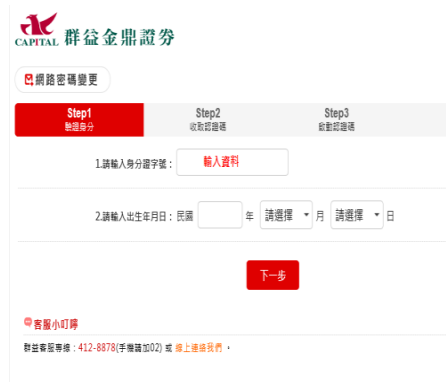 CAPITAL 群益金鼎證券
網路密碼變更
Step1 Step2 Step3
驗證身分 收取認證碼 啟動認證碼
1.請輸入身分證字號： 輸入資料
2.請輸入出生年月日：民國 年 請選擇 月 請選擇 日
下一步
客服小叮嚀
群益客服專線：412-8878(手機請加02) 或 線上連絡我們 。